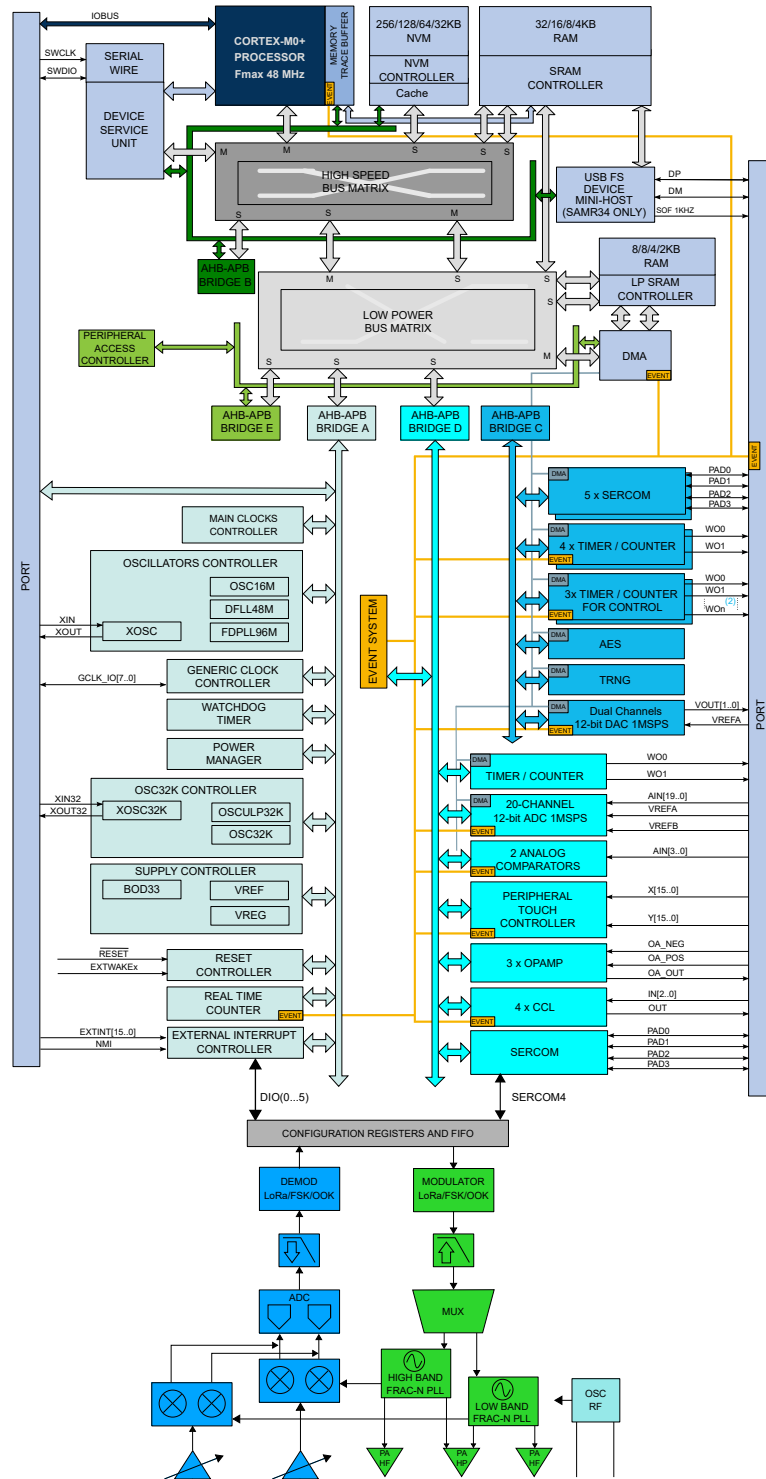 IOBUS
SWCLK
SWDIO
SERIAL
WIRE
DEVICE
SERVICE
UNIT
CORTEX-M0+
PROCESSOR
Fmax 48 MHz
MEMORY
TRACE BUFFER
EVENT
256/128/64/32KB
NVM
NVM
CONTROLLER
Cache
32/16/8/4KB
RAM
SRAM
CONTROLLER
M
M
S
S
S
HIGH SPEED
BUS MATRIX
S
S
M
USB FS
DEVICE
MINI-HOST
(SAMR34 ONLY)
DP
DM
SOF 1KHZ
AHB-APB
BRIDGE B
M
S
S
S
LOW POWER
BUS MATRIX
S
S
S
M
8/8/4/2KB
RAM
LP SRAM
CONTROLLER
PERIPHERAL
ACCESS
CONTROLLER
DMA
EVENT
AHB-APB
BRIDGE E
AHB-APB
BRIDGE A
AHB-APB
BRIDGE D
AHB-APB
BRIDGE C
EVENT
PORT
PORT
DMA
5 x SERCOM
PAD0
PAD1
PAD2
PAD3
MAIN CLOCKS
CONTROLLER
DMA
4 x TIMER / COUNTER
EVENT
WO0
WO1
OSCILLATORS CONTROLLER
OSC16M
DFLL48M
FDPLL96M
XOSC
XIN
XOUT
DMA
3x TIMER / COUNTER
FOR CONTROL
EVENT
WO0
WO1
(2)
WOn
EVENT SYSTEM
DMA
AES
DMA
TRNG
GCLK_IO[7..0]
GENERIC CLOCK
CONTROLLER
DMA
Dual Channels
12-bit DAC 1MSPS
EVENT
VOUT[1..0]
VREFA
WATCHDOG
TIMER
POWER
MANAGER
DMA
TIMER / COUNTER
WO0
WO1
OSC32K CONTROLLER
XOSC32K
OSCULP32K
OSC32K
XIN32
XOUT32
DMA
20-CHANNEL
12-bit ADC 1MSPS
EVENT
AIN[19..0]
VREFA
VREFB
2 ANALOG
COMPARATORS
EVENT
AIN[3..0]
SUPPLY CONTROLLER
BOD33
VREF
VREG
PERIPHERAL
TOUCH
CONTROLLER
EVENT
X[15..0]
Y[15..0]
RESET
EXTWAKEx
RESET
CONTROLLER
3 x OPAMP
OA_NEG
OA_POS
OA_OUT
REAL TIME
COUNTER
EVENT
4 x CCL
EVENT
IN[2..0]
OUT
EXTINT[15..0]
NMI
EXTERNAL INTERRUPT
CONTROLLER
SERCOM
PAD0
PAD1
PAD2
PAD3
DIO(0...5)
SERCOM4
CONFIGURATION REGISTERS AND FIFO
DEMOD
LoRa/FSK/OOK
MODULATOR
LoRa/FSK/OOK
ADC
MUX
HIGH BAND
FRAC-N PLL
LOW BAND
FRAC-N PLL
OSC
RF
PA
HF
PA
HP
PA
HF